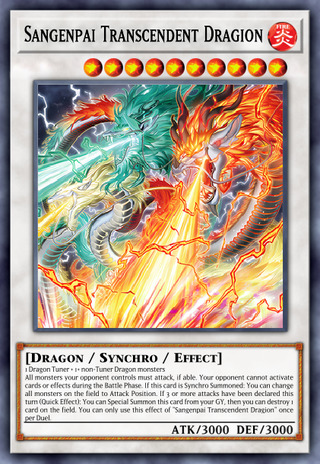 Sangenpai Transcendent Dragion
FIRE
炎
[Dragon / Synchro / Effect]
1 Dragon Tuner + 1+ non-Tuner Dragon monsters
All monsters your opponent controls must attack, if able. Your opponent cannot activate
cards or effects during the Battle Phase. If this card is Synchro Summoned: You can change
all monsters on the field to Attack Position. If 3 or more attacks have been declared this
turn (Quick Effect): You can Special Summon this card from your GY, then you can destroy 1
card on the field. You can only use this effect of "Sangenpai Transcendent Dragion" once
per Duel.
ATK/3000 DEF/3000